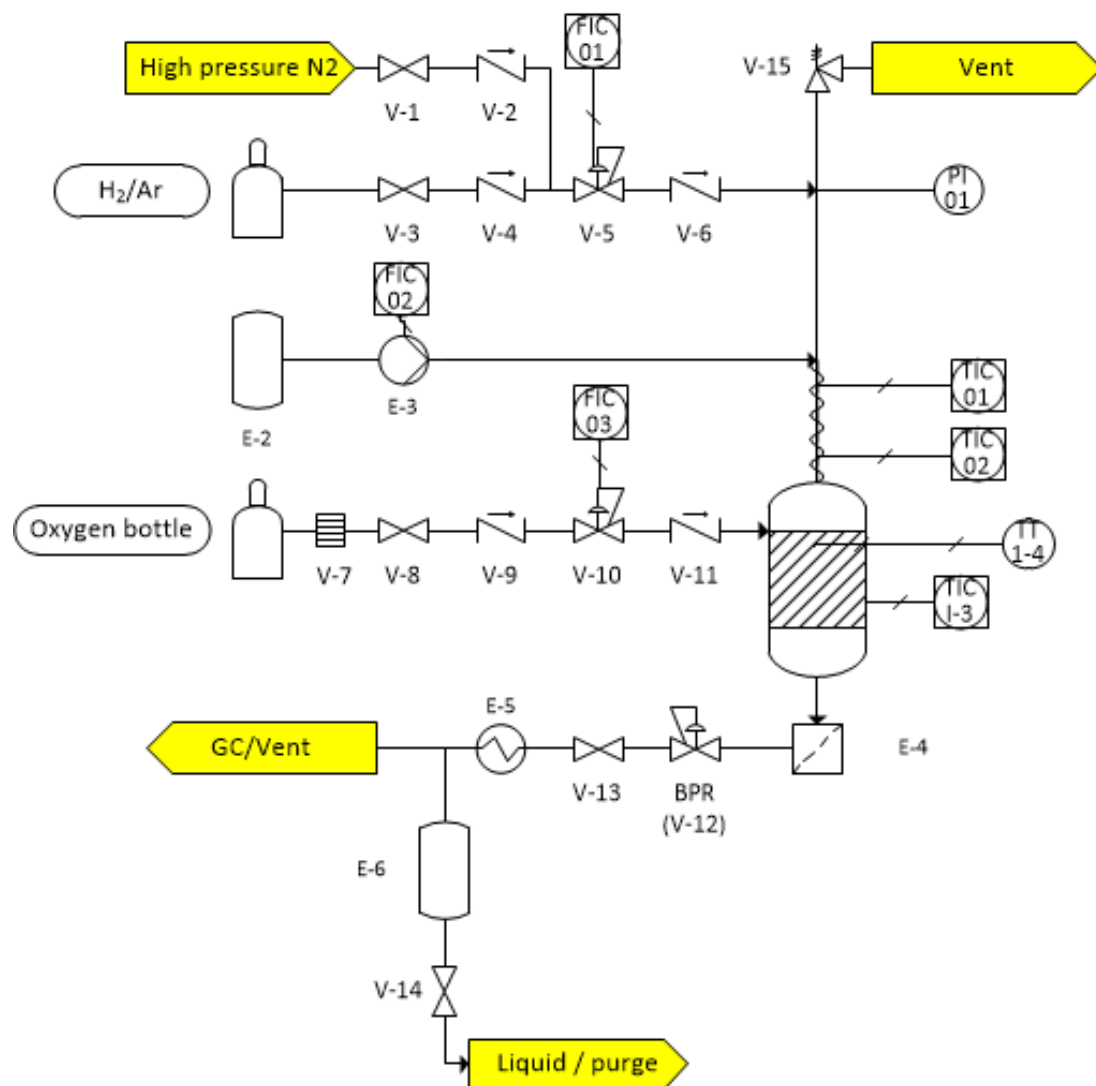 FIC
01
High pressure N2
V-15
Vent
V-1
V-2
H₂/Ar
PI
01
V-3
V-4
V-5
V-6
FIC
02
E-3
E-2
TIC
01
FIC
03
TIC
02
Oxygen bottle
TT
1-4
V-7
V-8
V-9
V-10
V-11
TIC
I-3
E-5
GC/Vent
E-4
V-13
BPR
(V-12)
E-6
V-14
Liquid / purge